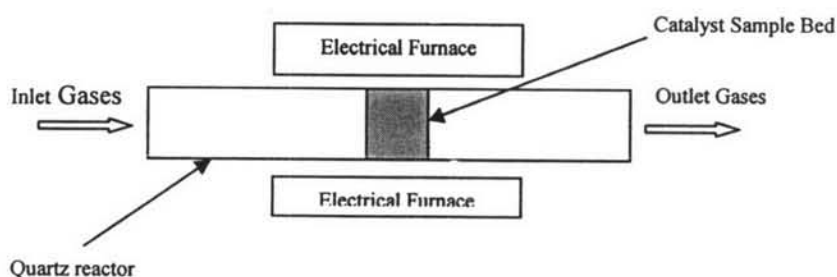 Catalyst Sample Bed
Electrical Furnace
Inlet Gases
Outlet Gases
Electrical Furnace
Quartz reactor